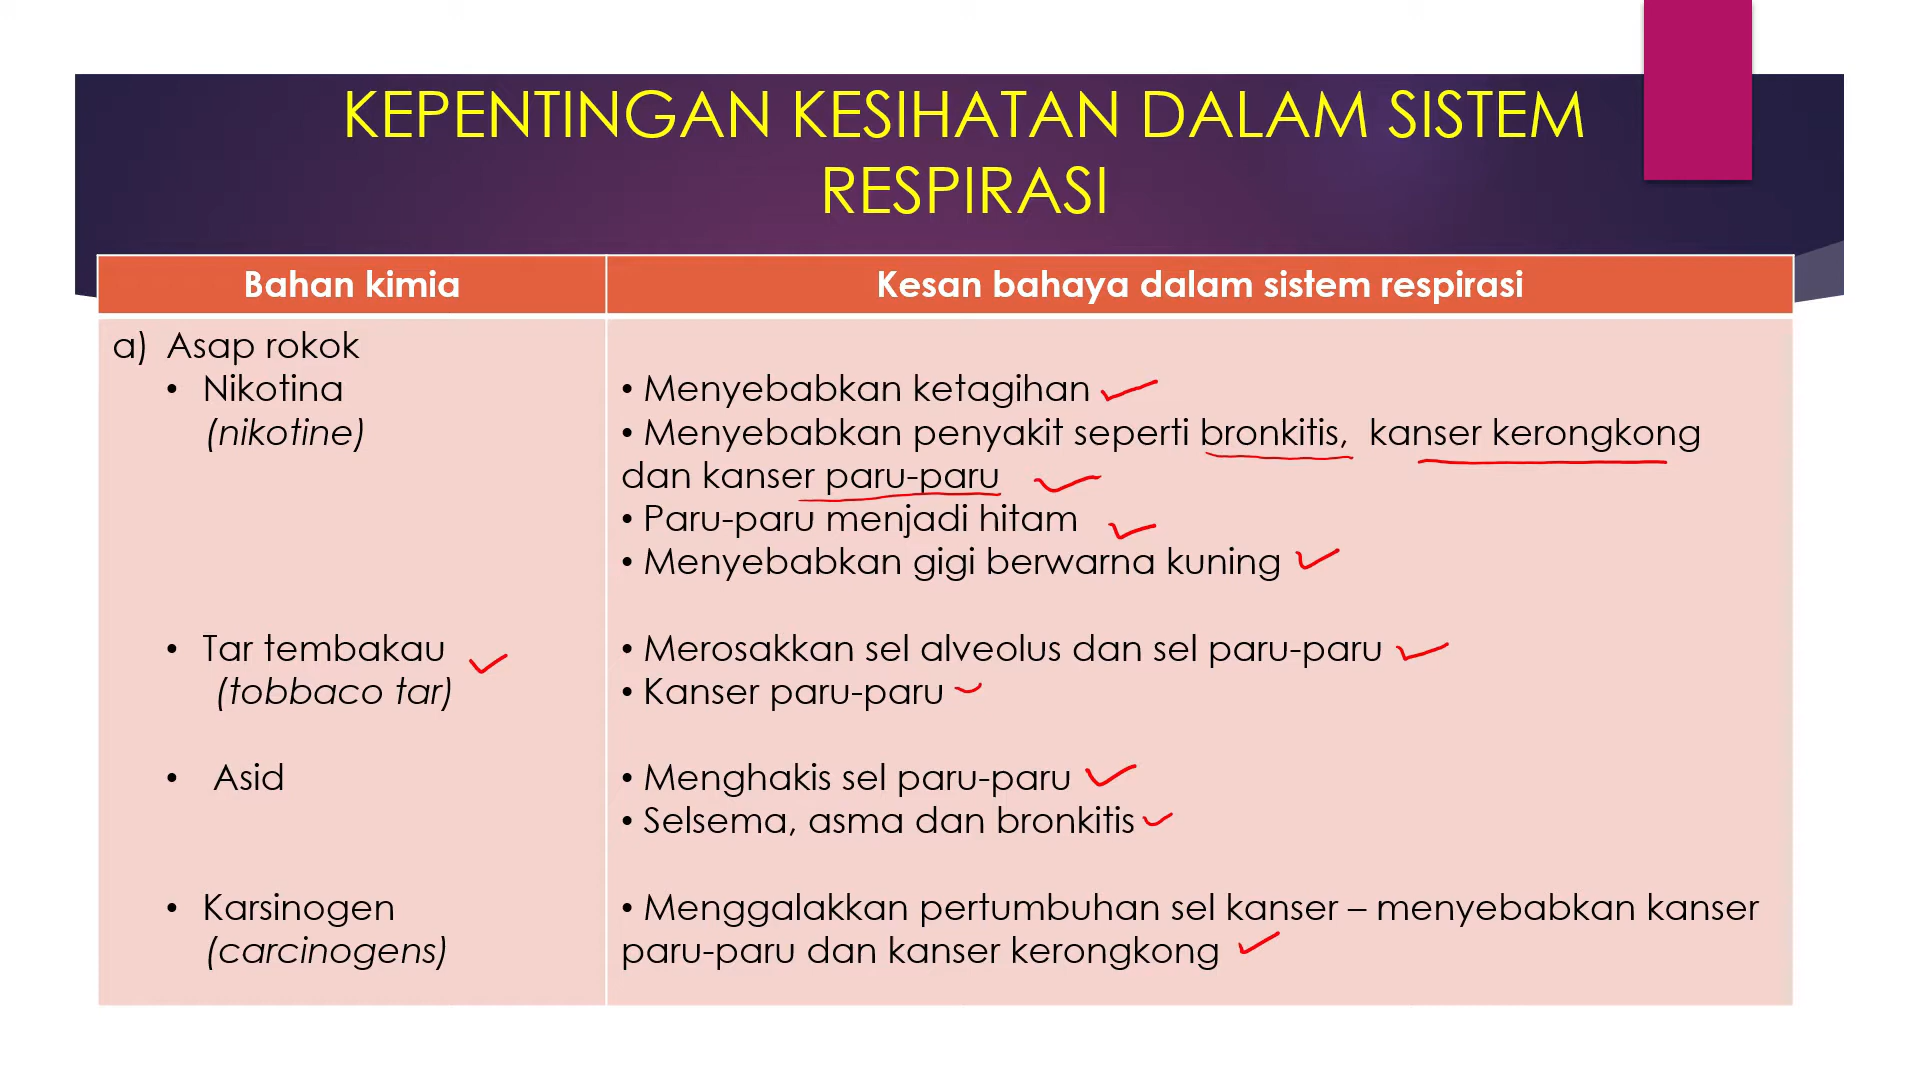 KEPENTINGAN KESIHATAN DALAM SISTEM
RESPIRASI
Bahan kimia
Kesan bahaya dalam sistem respirasi
a) Asap rokok
• Nikotina
(nikotine)
• Menyebabkan ketagihan
• Menyebabkan penyakit seperti bronkitis, kanser kerongkong
dan kanser paru-paru
• Paru-paru menjadi hitam
• Menyebabkan gigi berwarna kuning
• Tar tembakau
(tobbaco tar)
• Merosakkan sel alveolus dan sel paru-paru
• Kanser paru-paru
• Asid
• Menghakis sel paru-paru
• Selsema, asma dan bronkitis
• Karsinogen
(carcinogens)
• Menggalakkan pertumbuhan sel kanser – menyebabkan kanser
paru-paru dan kanser kerongkong